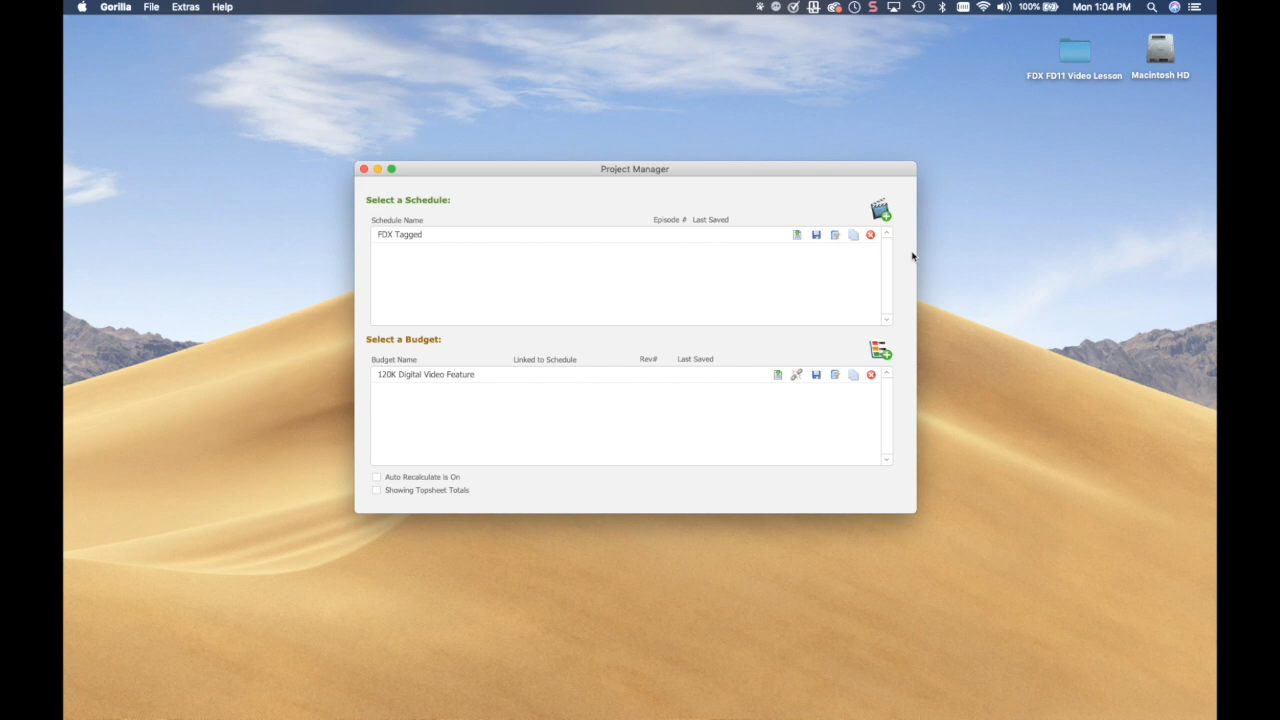 Gorilla File Extras Help 100% Mon 1:04 PM
FDX FD11 Video Lesson Macintosh HD
Project Manager
Select a Schedule:
Schedule Name Episode # Last Saved
FDX Tagged
Select a Budget:
Budget Name Linked to Schedule Rev# Last Saved
120K Digital Video Feature
Auto Recalculate is On
Showing Topsheet Totals